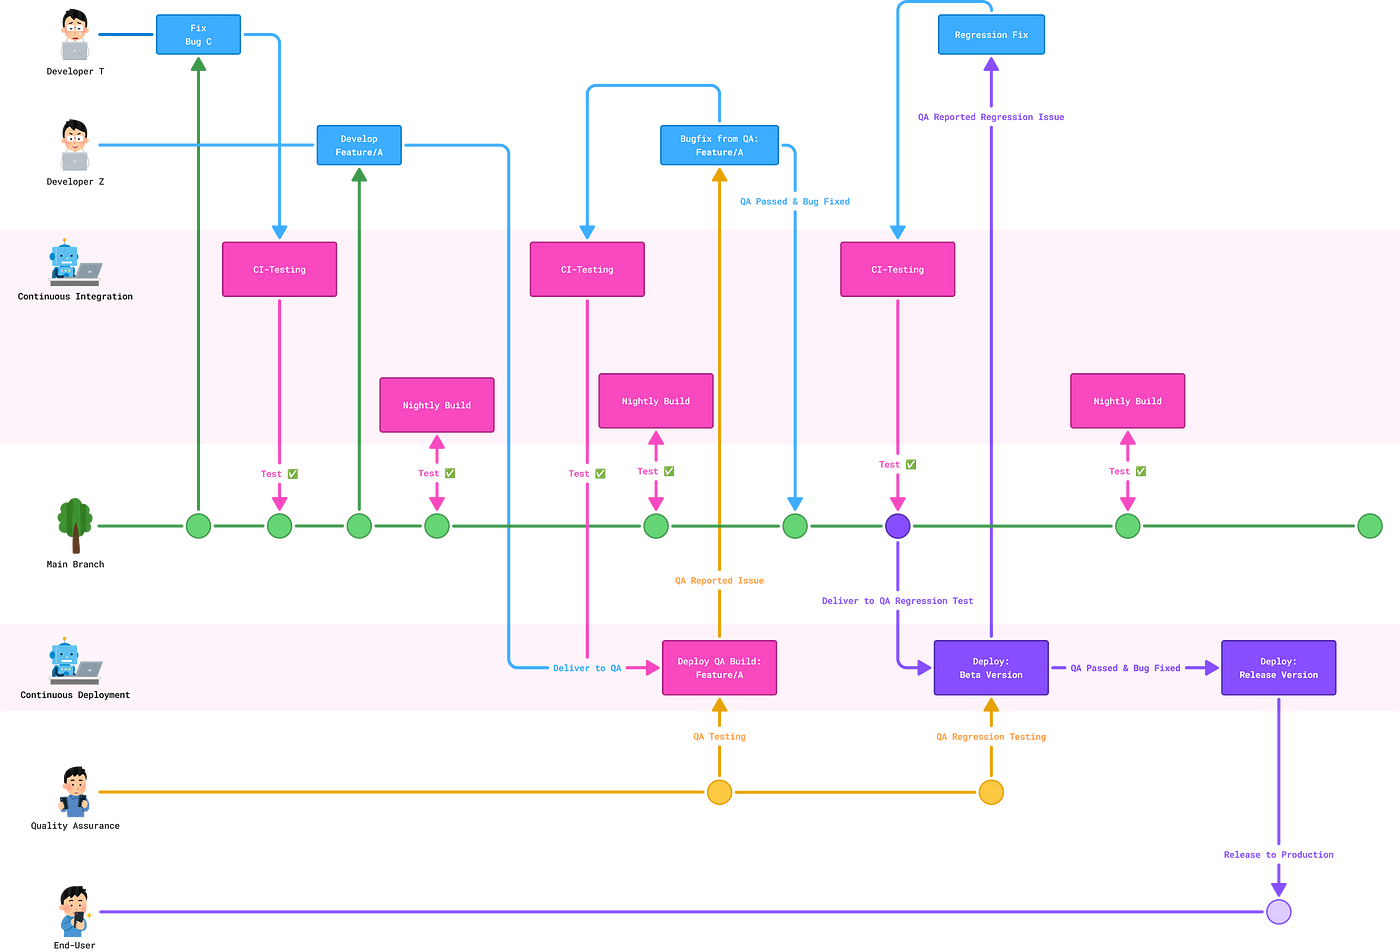 Fix
Bug C
Regression Fix
Developer T
QA Reported Regression Issue
Develop
Feature/A
Bugfix from QA:
Feature/A
Developer Z
QA Passed & Bug Fixed
CI-Testing
CI-Testing
CI-Testing
Continuous Integration
Nightly Build
Nightly Build
Nightly Build
Test ✅
Test ✅
Test ✅
Test ✅
Test ✅
Test ✅
Main Branch
QA Reported Issue
Deliver to QA Regression Test
Deliver to QA
Deploy QA Build:
Feature/A
Deploy:
Beta Version
QA Passed & Bug Fixed
Deploy:
Release Version
Continuous Deployment
QA Testing
QA Regression Testing
Quality Assurance
Release to Production
End-User